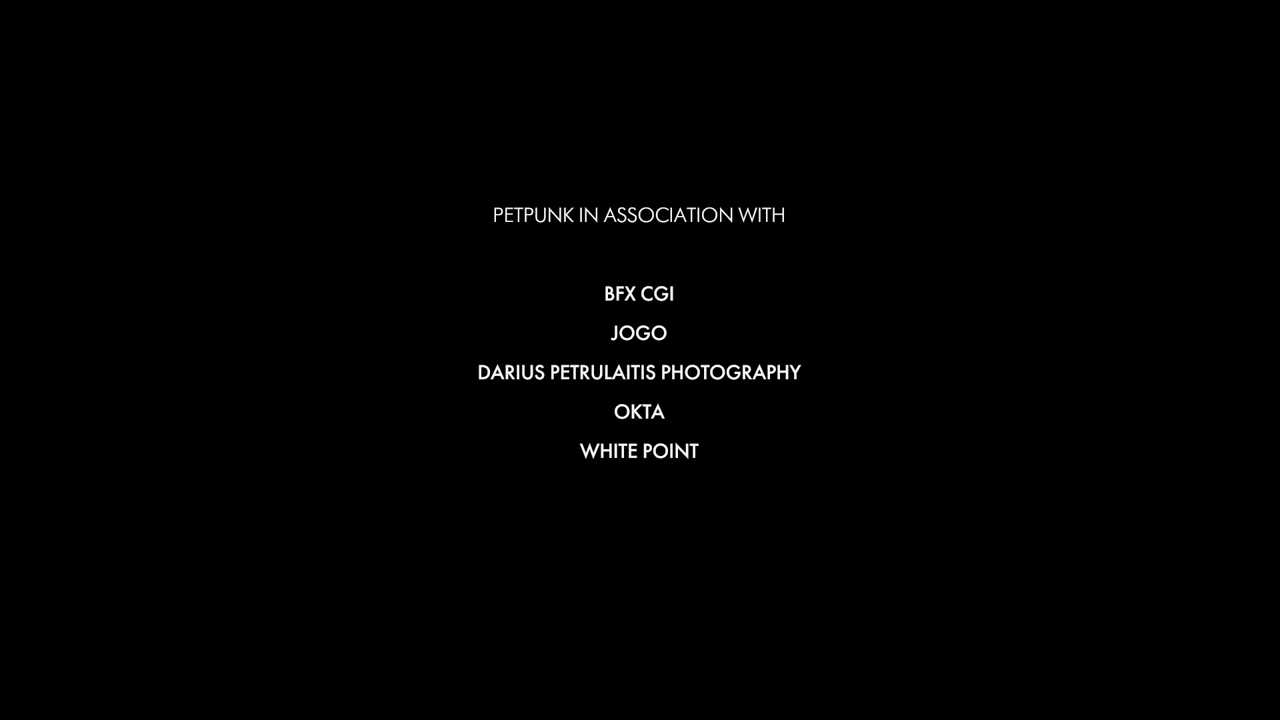 PETPUNK IN ASSOCIATION WITH
BFX CGI
JOGO
DARIUS PETRULAITIS PHOTOGRAPHY
OKTA
WHITE POINT